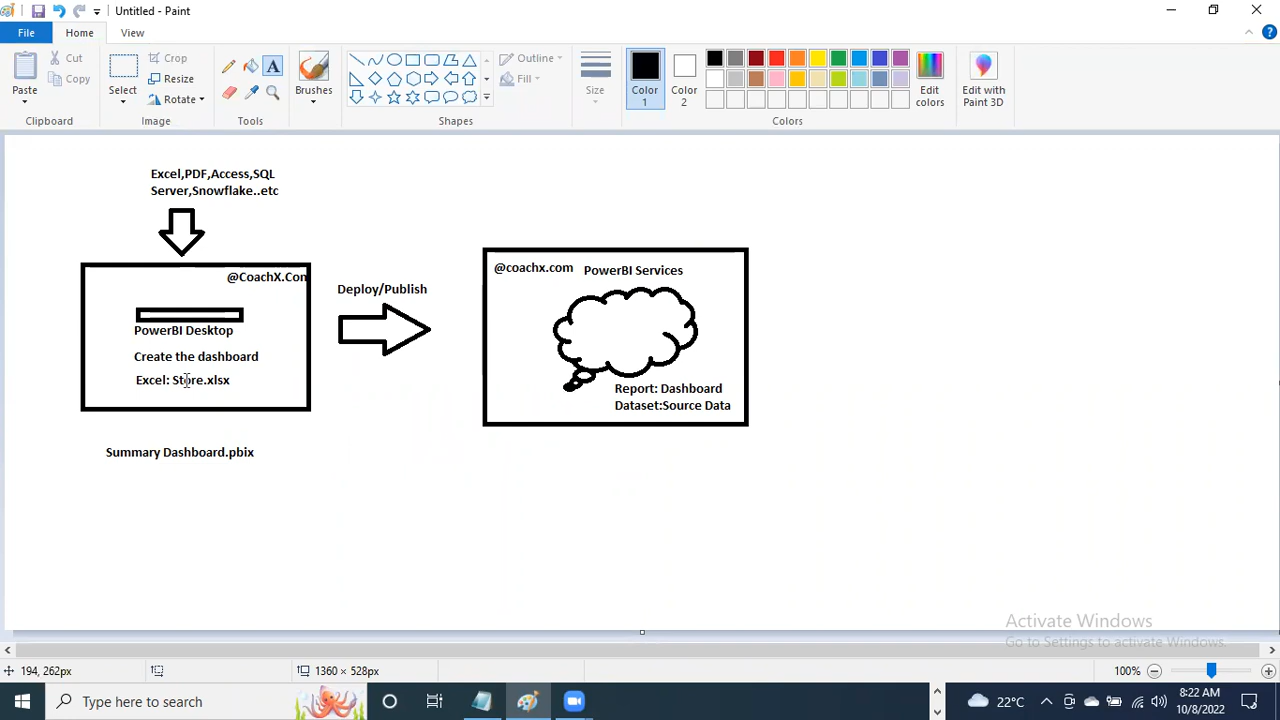 Untitled - Paint
File
Home
View
Paste
Cut
Copy
Clipboard
Select
Crop
Resize
Rotate
Image
Tools
Brushes
Shapes
Outline
Fill
Size
Color
1
Color
2
Edit
colors
Edit with
Paint 3D
Colors
Excel,PDF,Access,SQL
Server,Snowflake..etc
@CoachX.Com
PowerBI Desktop
Create the dashboard
Excel: Store.xlsx
Summary Dashboard.pbix
Deploy/Publish
@coachx.com
PowerBI Services
Report: Dashboard
Dataset:Source Data
Activate Windows
Go to Settings to activate Windows.
194, 262px
1360 × 528px
100%
Type here to search
22°C
8:22 AM
10/8/2022